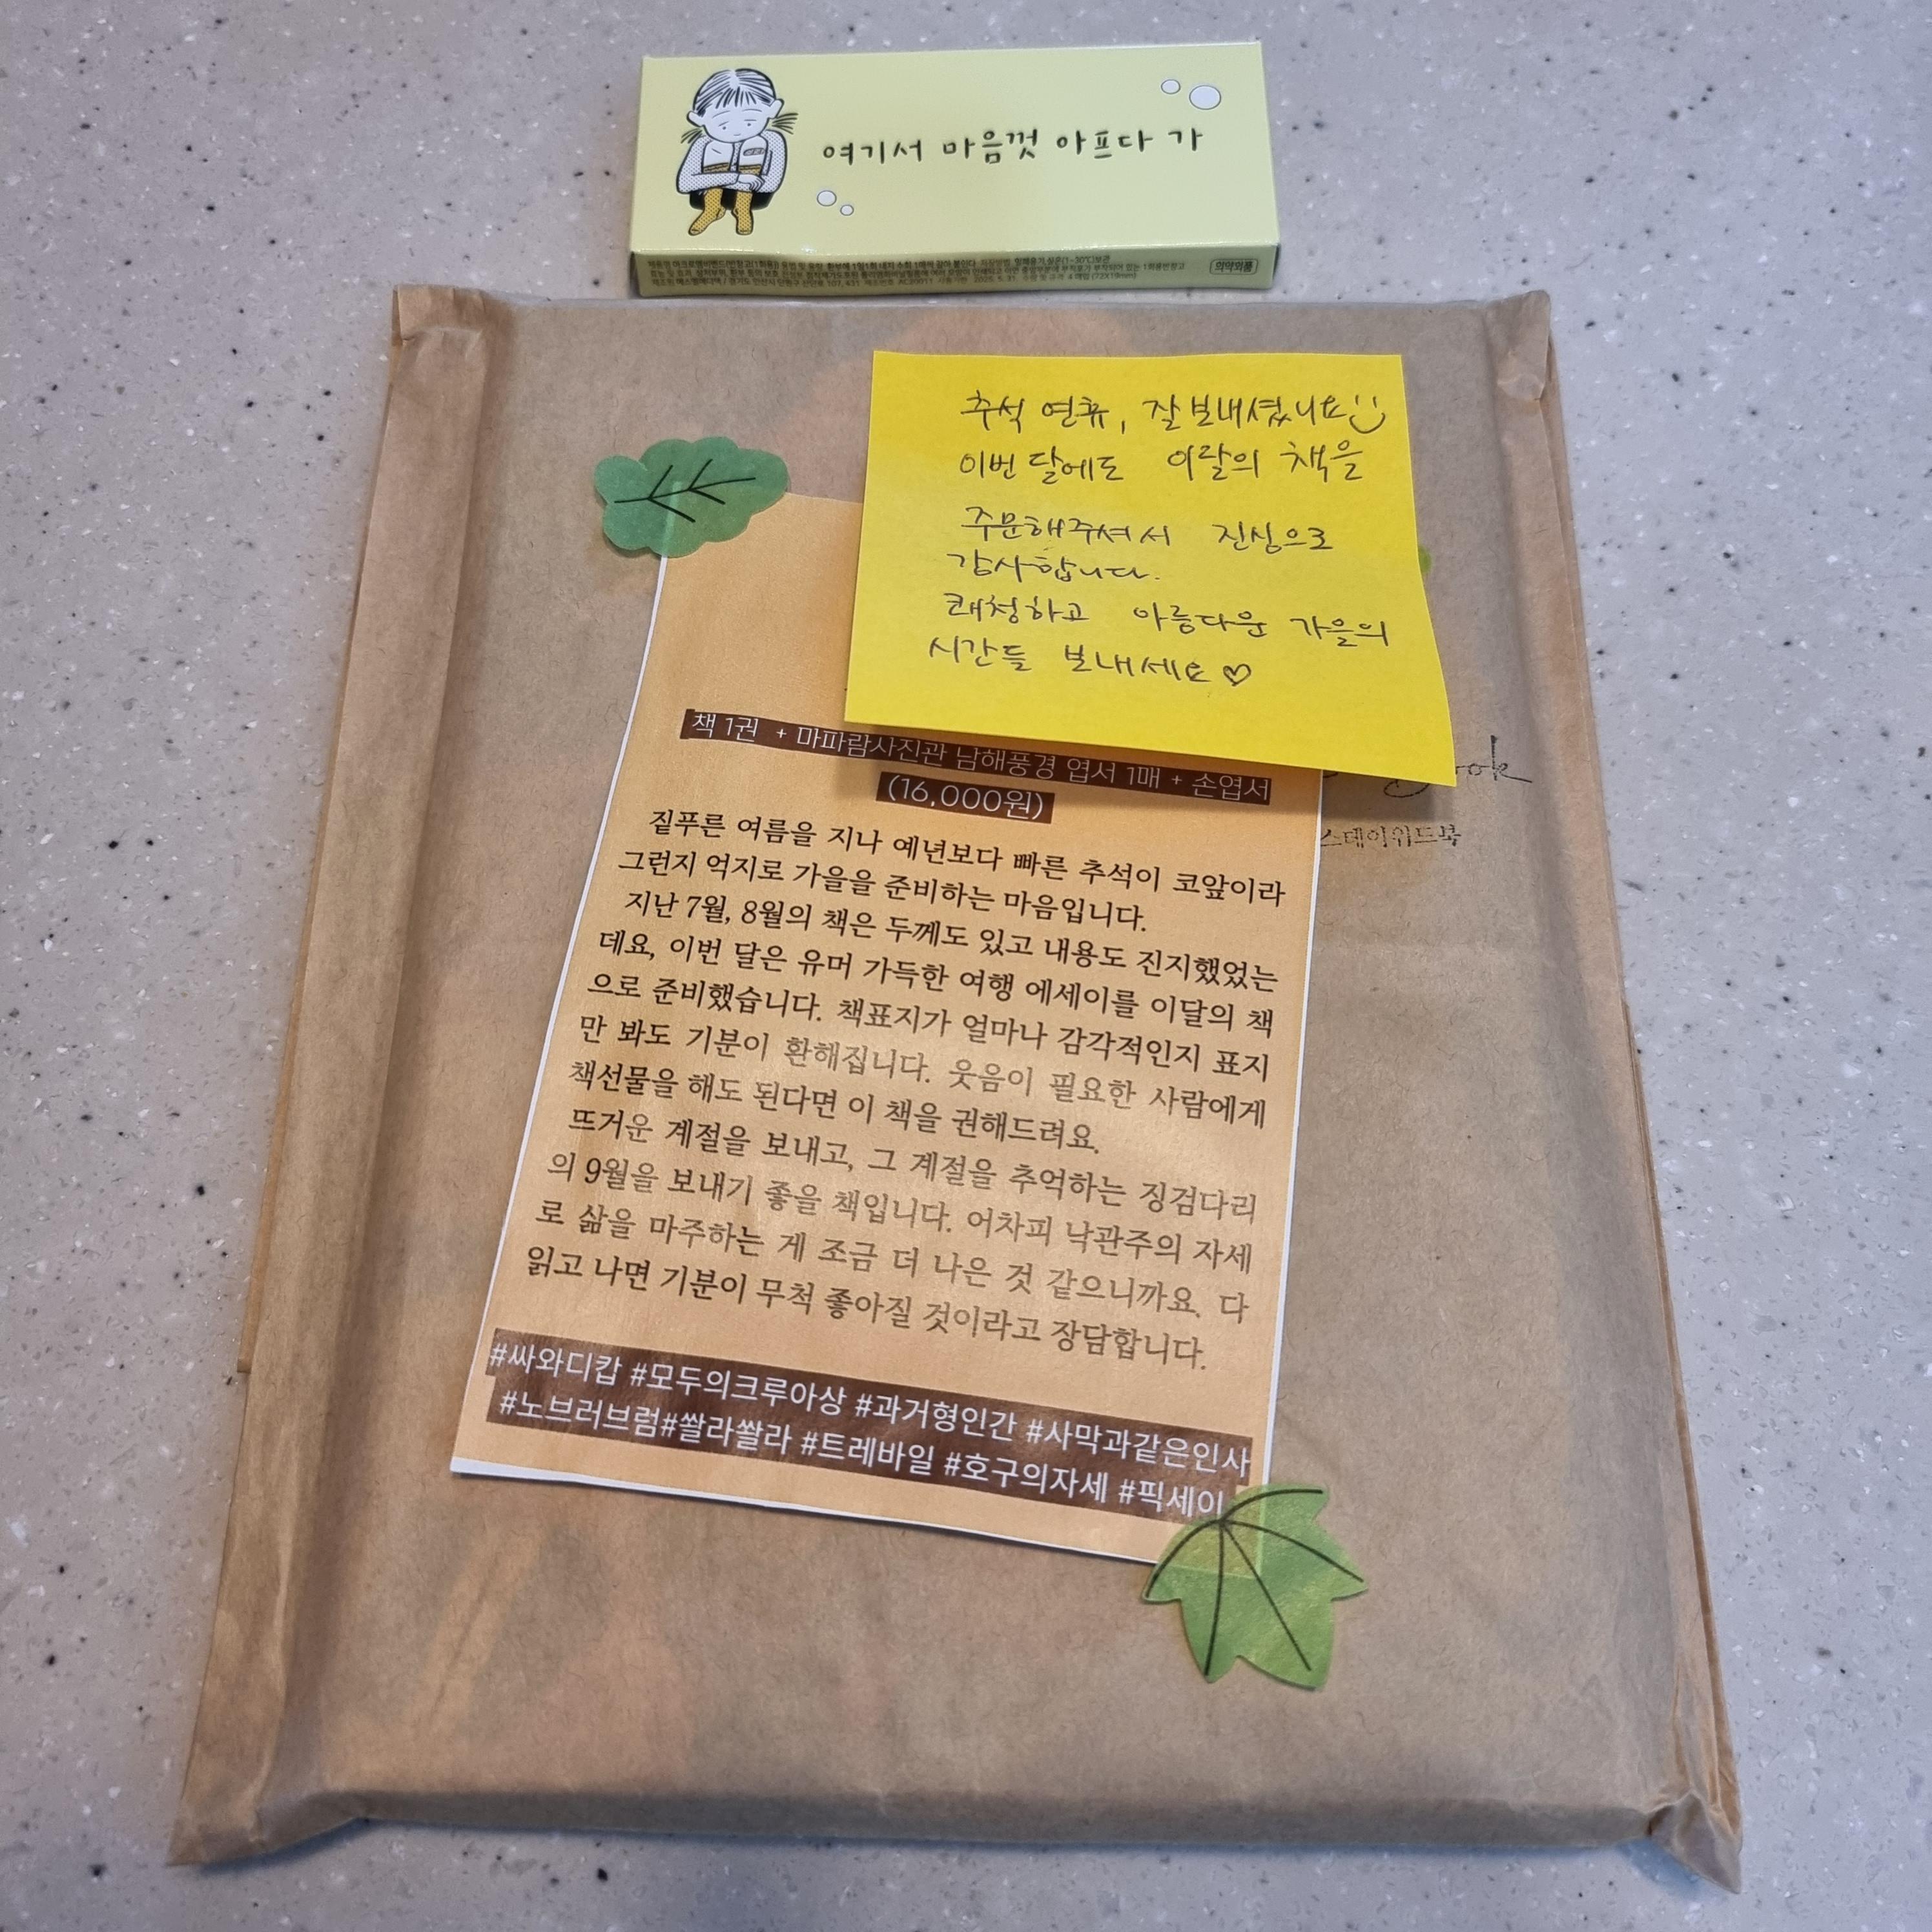 여기서 마음껏 아프다 가
의약외품
추석 연휴, 잘 보내셨나요
이번 달에도 이달의 책을
주문해주셔서 진심으로
감사합니다.
쾌청하고 아름다운 가을의
시간들 보내세요♡
스테이위드북
책 1권 + 마파람사진관 남해풍경 엽서 1매 + 손엽서
(16,000원)
짙푸른 여름을 지나 예년보다 빠른 추석이 코앞이라
그런지 억지로 가을을 준비하는 마음입니다.
지난 7월, 8월의 책은 두께도 있고 내용도 진지했었는
데요, 이번 달은 유머 가득한 여행 에세이를 이달의 책
으로 준비했습니다. 책표지가 얼마나 감각적인지 표지
만 봐도 기분이 환해집니다. 웃음이 필요한 사람에게
책선물을 해도 된다면 이 책을 권해드려요.
뜨거운 계절을 보내고, 그 계절을 추억하는 징검다리
의 9월을 보내기 좋을 책입니다. 어차피 낙관주의 자세
로 삶을 마주하는 게 조금 더 나은 것 같으니까요. 다
읽고 나면 기분이 무척 좋아질 것이라고 장담합니다.
#싸와디캅 #모두의크루아상 #과거형인간 #사막과같은인사
#노브러브럼#쏼라쏼라 #트레바일 #호구의자세 #픽세이